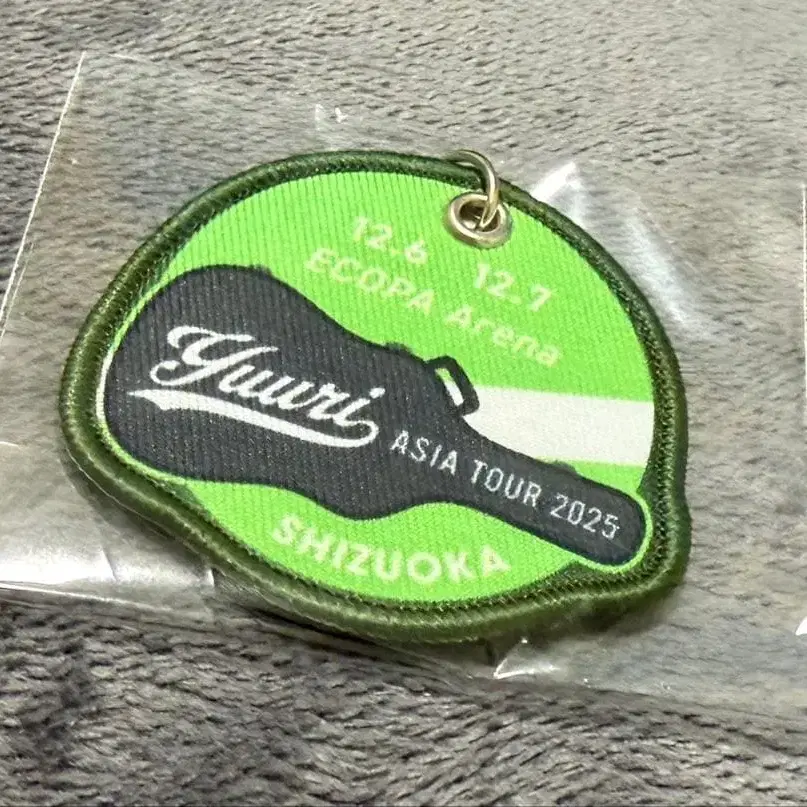 12.6 12.7
ECOPA Arena
Yuuri
ASIA TOUR 2025
SHIZUOKA